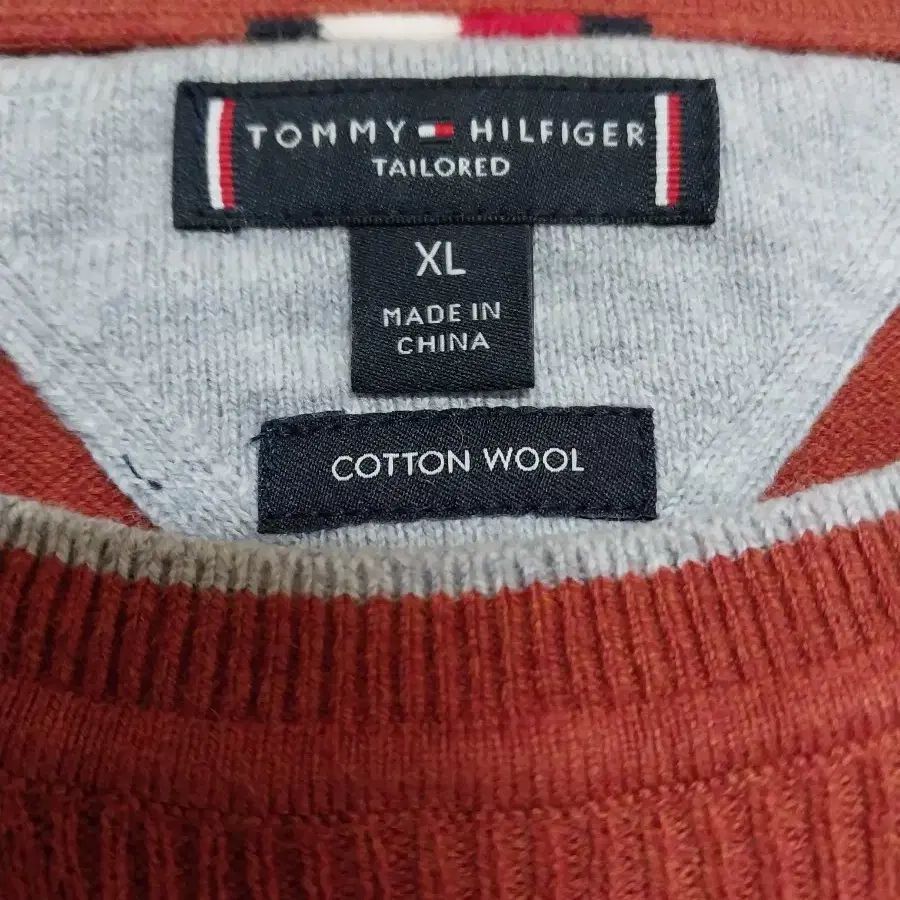 TOMMY HILFIGER
TAILORED
XL
MADE IN
CHINA
COTTON WOOL